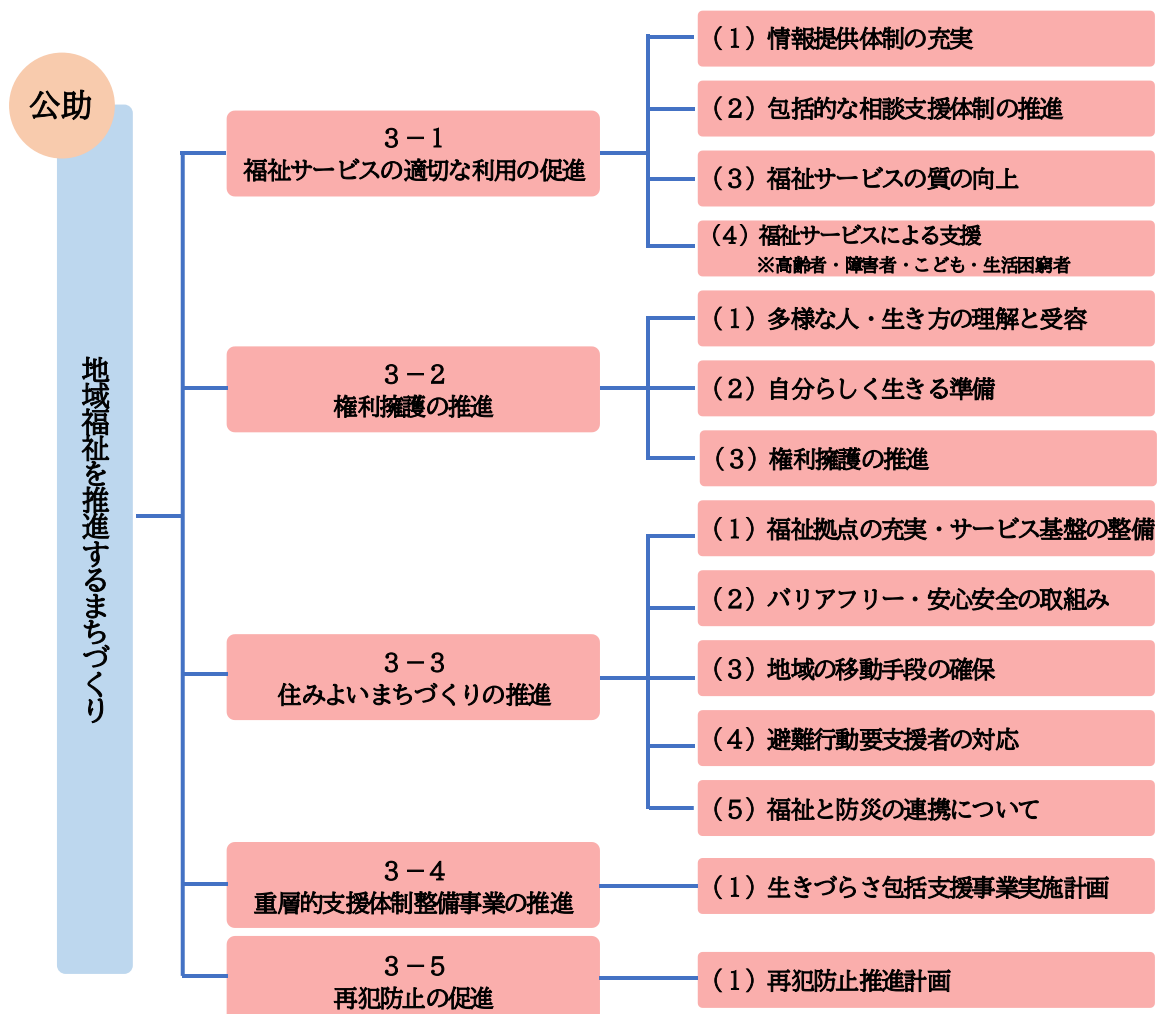 公助
地域福祉を推進するまちづくり
３－１
福祉サービスの適切な利用の促進
（１）情報提供体制の充実
（２）包括的な相談支援体制の推進
（３）福祉サービスの質の向上
（４）福祉サービスによる支援
※高齢者・障害者・こども・生活困窮者
３－２
権利擁護の推進
（１）多様な人・生き方の理解と受容
（２）自分らしく生きる準備
（３）権利擁護の推進
３－３
住みよいまちづくりの推進
（１）福祉拠点の充実・サービス基盤の整備
（２）バリアフリー・安心安全の取組み
（３）地域の移動手段の確保
（４）避難行動要支援者の対応
（５）福祉と防災の連携について
３－４
重層的支援体制整備事業の推進
（１）生きづらさ包括支援事業実施計画
３－５
再犯防止の促進
（１）再犯防止推進計画